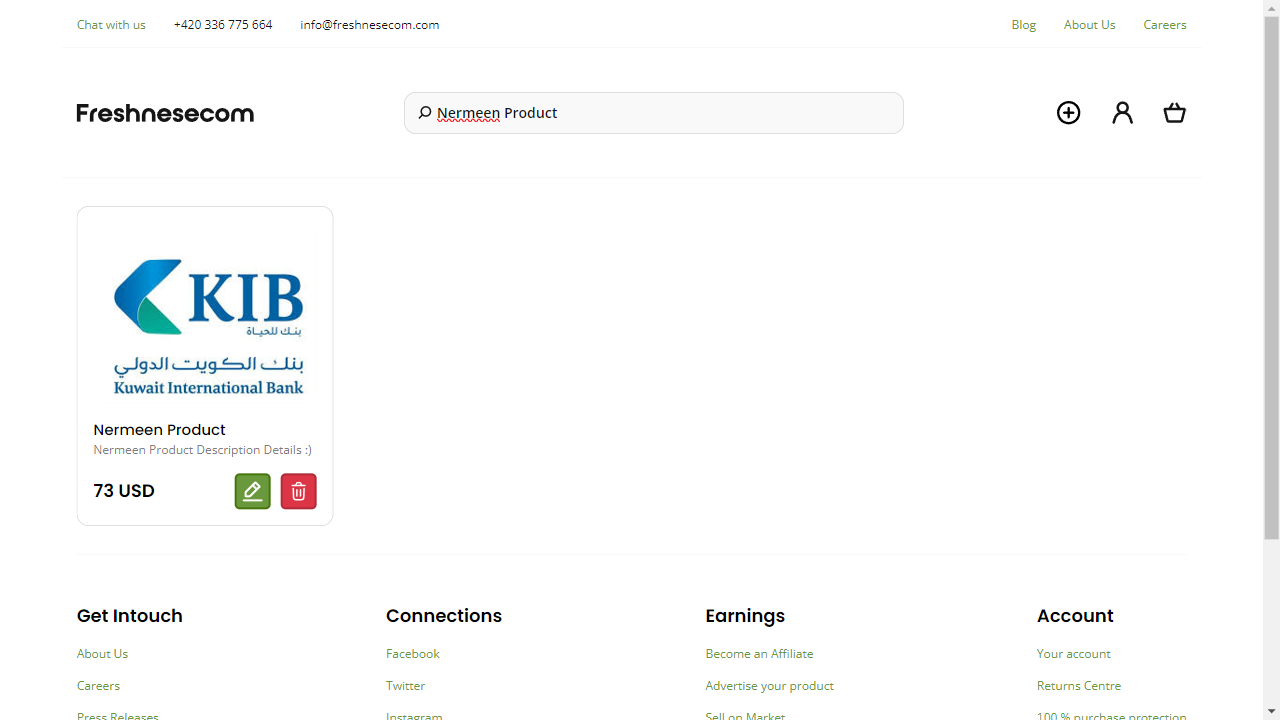 Chat with us +420 336 775 664 info@freshnesecom.com Blog About Us Careers
Freshnesecom
Nermeen Product
KIB
بنك للحياة
بنك الكويت الدولي
Kuwait International Bank
Nermeen Product
Nermeen Product Description Details :)
73 USD
Get Intouch Connections Earnings Account
About Us Facebook Become an Affiliate Your account
Careers Twitter Advertise your product Returns Centre
Press Releases Instagram Sell on Market 100 % purchase protection